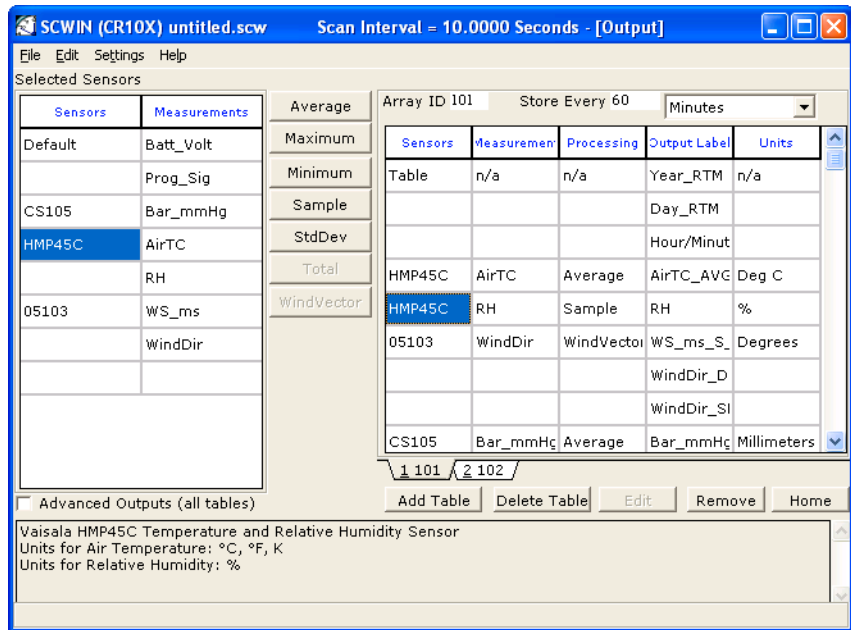 SCWIN (CR10X) untitled.scw Scan Interval = 10.0000 Seconds - [Output]
File Edit Settings Help
Selected Sensors
Sensors Measurements
Default Batt_Volt
Prog_Sig
CS105 Bar_mmHg
HMP45C AirTC
RH
05103 WS_ms
WindDir
Average
Maximum
Minimum
Sample
StdDev
Total
WindVector
Array ID 101 Store Every 60 Minutes
Sensors Measuremen Processing Output Label Units
Table n/a n/a Year_RTM n/a
Day_RTM
Hour/Minut
HMP45C AirTC Average AirTC_AVG Deg C
HMP45C RH Sample RH %
05103 WindDir WindVector WS_ms_S_ Degrees
WindDir_D
WindDir_SI
CS105 Bar_mmHg Average Bar_mmHg Millimeters
1 101 2 102
Advanced Outputs (all tables)
Add Table Delete Table Edit Remove Home
Vaisala HMP45C Temperature and Relative Humidity Sensor
Units for Air Temperature: °C, °F, K
Units for Relative Humidity: %